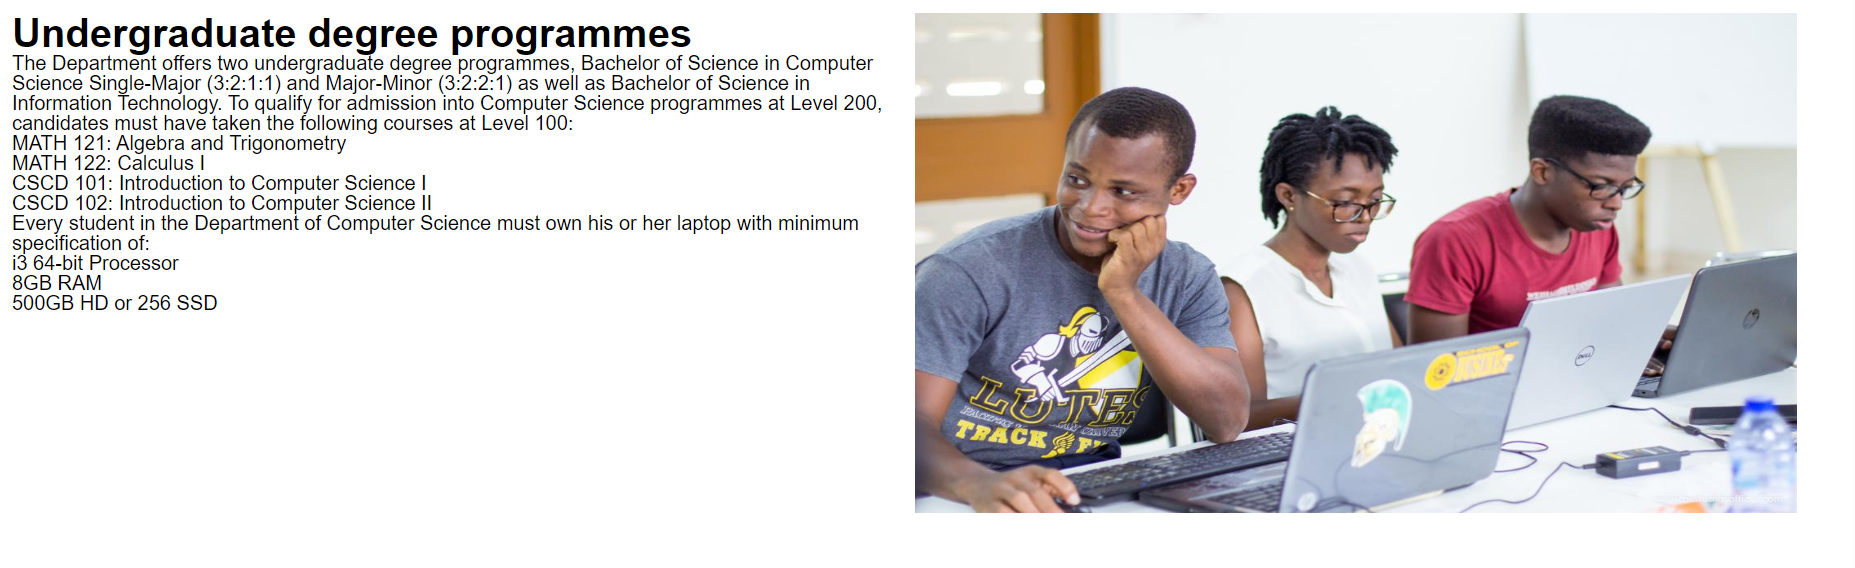 Undergraduate degree programmes
The Department offers two undergraduate degree programmes, Bachelor of Science in Computer
Science Single-Major (3:2:1:1) and Major-Minor (3:2:2:1) as well as Bachelor of Science in
Information Technology. To qualify for admission into Computer Science programmes at Level 200,
candidates must have taken the following courses at Level 100:
MATH 121: Algebra and Trigonometry
MATH 122: Calculus I
CSCD 101: Introduction to Computer Science I
CSCD 102: Introduction to Computer Science II
Every student in the Department of Computer Science must own his or her laptop with minimum
specification of:
i3 64-bit Processor
8GB RAM
500GB HD or 256 SSD
LUTES
TRACK
DELL